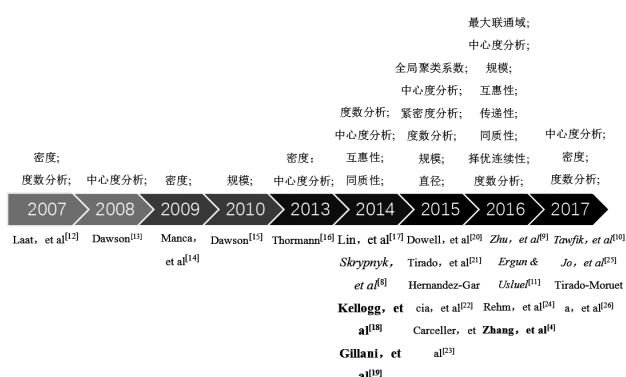 密度;
度数分析;
中心度分析;
密度;
规模;
密度：
中心度分析;
度数分析;
中心度分析;
互惠性;
同质性;
全局聚类系数;
中心度分析;
紧密度分析;
度数分析;
规模;
直径;
最大联通域;
中心度分析;
规模;
互惠性;
传递性;
同质性;
择优连续性;
度数分析;
中心度分析;
密度;
度数分析;
2007 2008 2009 2010 2013 2014 2015 2016 2017
Laat，et al[12]
Dawson[13]
Manca，
et al[14]
Dawson[15]
Thormann[16]
Lin，et al[17]
Skrypnyk，
et al[8]
Kellogg，et
al[18]
Gillani，et
al[19]
Dowell，et al[20]
Tirado，et al[21]
Hernandez-Gar
cia，et al[22]
Carceller，et
al[23]
Zhu，et al[9]
Ergun &
Usluel[11]
Rehm，et al[24]
Zhang，et al[4]
Tawfik，et al[10]
Jo，et al[25]
Tirado-Moruet
a，et al[26]